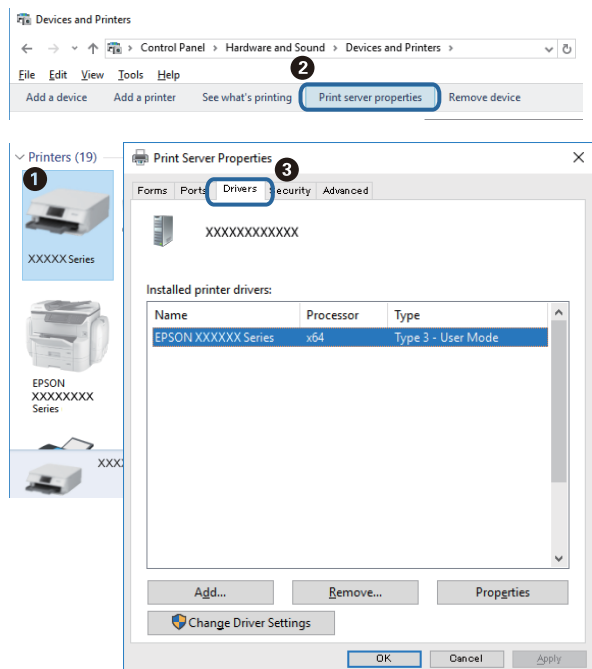 Devices and Printers
Control Panel > Hardware and Sound > Devices and Printers >
2
File Edit View Tools Help
Add a device Add a printer See what's printing Print server properties Remove device
Printers (19)
1
XXXXX Series
EPSON
XXXXXXXX
Series
XXX
Print Server Properties
3
Forms Ports Drivers ecurity Advanced
XXXXXXXXXXXX
Installed printer drivers:
Name Processor Type
EPSON XXXXXX Series x64 Type 3 - User Mode
Add... Remove... Properties
Change Driver Settings
OK Cancel Apply